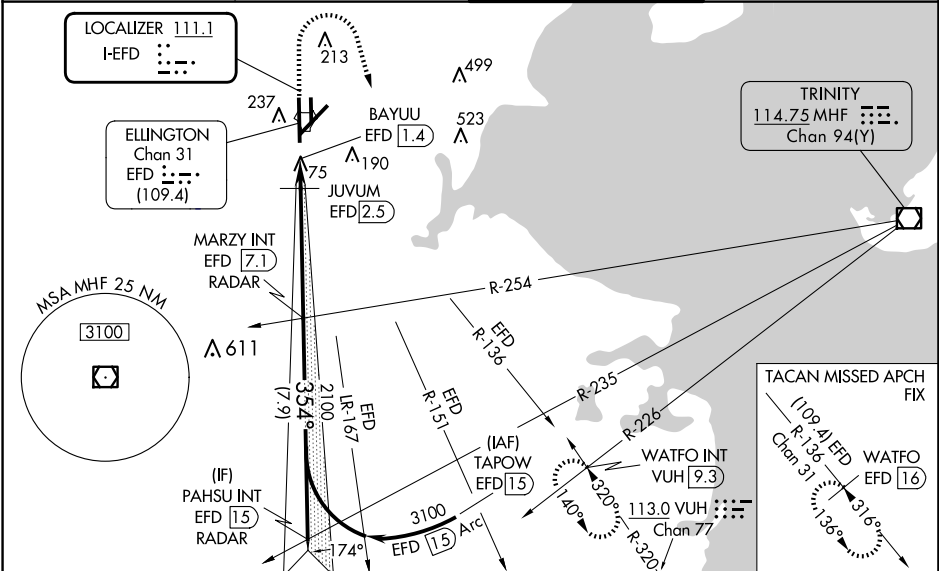 LOCALIZER 111.1
I-EFD
213
499
237
BAYUU
EFD 1.4
523
TRINITY
114.75 MHF
Chan 94(Y)
ELLINGTON
Chan 31
EFD
(109.4)
190
75
JUVUM
EFD 2.5
MARZY INT
EFD 7.1
RADAR
R-254
MSA MHF 25 NM
3100
611
EFD
R-136
R-235
R-226
EFD
R-151
EFD
LR-167
2100
354°
(7.9)
TACAN MISSED APCH
FIX
(109.4) EFD
R-136
Chan 31
WATFO
EFD 16
316°
136°
(IAF)
TAPOW
EFD 15
WATFO INT
VUH 9.3
320°
140°
113.0 VUH
Chan 77
R-320
(IF)
PAHSU INT
EFD 15
RADAR
3100
EFD 15 Arc
174°